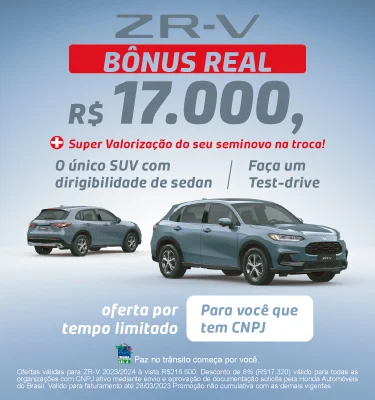 ZR-V
BÔNUS REAL
R$ 17.000,
+ Super Valorização do seu seminovo na troca!
O único SUV com
dirigibilidade de sedan
Faça um
Test-drive
ZR-V
oferta por
tempo limitado
Para você que
tem CNPJ
Paz no trânsito começa por você.
Ofertas válidas para ZR-V 2023/2024 à vista R$216.500. Desconto de 8% (R$17.320) válido para todas as
organizações com CNPJ ativo mediante envio e aprovação de documentação solicita pela Honda Automóveis
do Brasil. Válido para faturamento até 28/03/2023 Promoção não cumulativa com as demais vigentes.